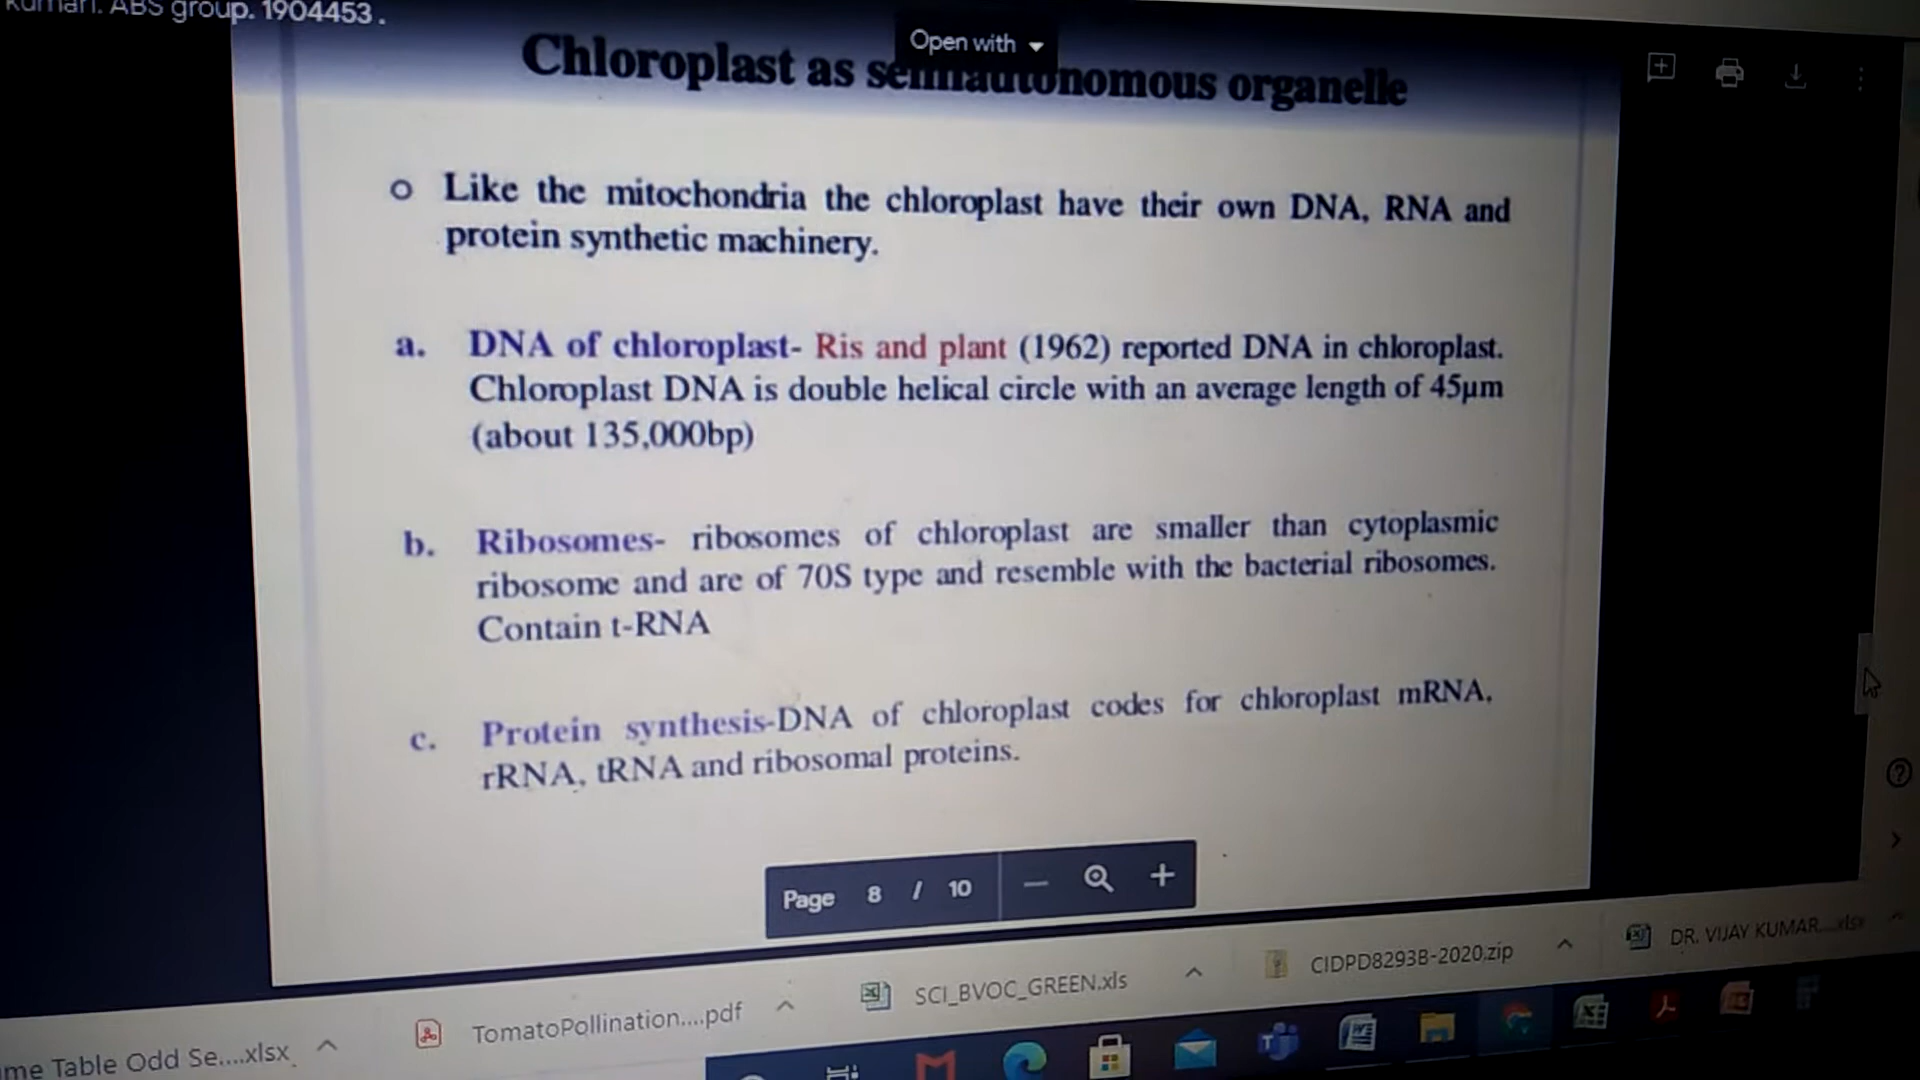 Kumari. ABS group. 1904453.
Open with
Chloroplast as semiautonomous organelle
o Like the mitochondria the chloroplast have their own DNA, RNA and
protein synthetic machinery.
a. DNA of chloroplast- Ris and plant (1962) reported DNA in chloroplast.
Chloroplast DNA is double helical circle with an average length of 45µm
(about 135,000bp)
b. Ribosomes- ribosomes of chloroplast are smaller than cytoplasmic
ribosome and are of 70S type and resemble with the bacterial ribosomes.
Contain t-RNA
c. Protein synthesis-DNA of chloroplast codes for chloroplast mRNA,
rRNA, tRNA and ribosomal proteins.
Page 8 / 10
me Table Odd Se....xlsx
TomatoPollination....pdf
SCI_BVOC_GREEN.xls
CIDPD8293B-2020.zip
DR. VIJAY KUMAR....xlsx